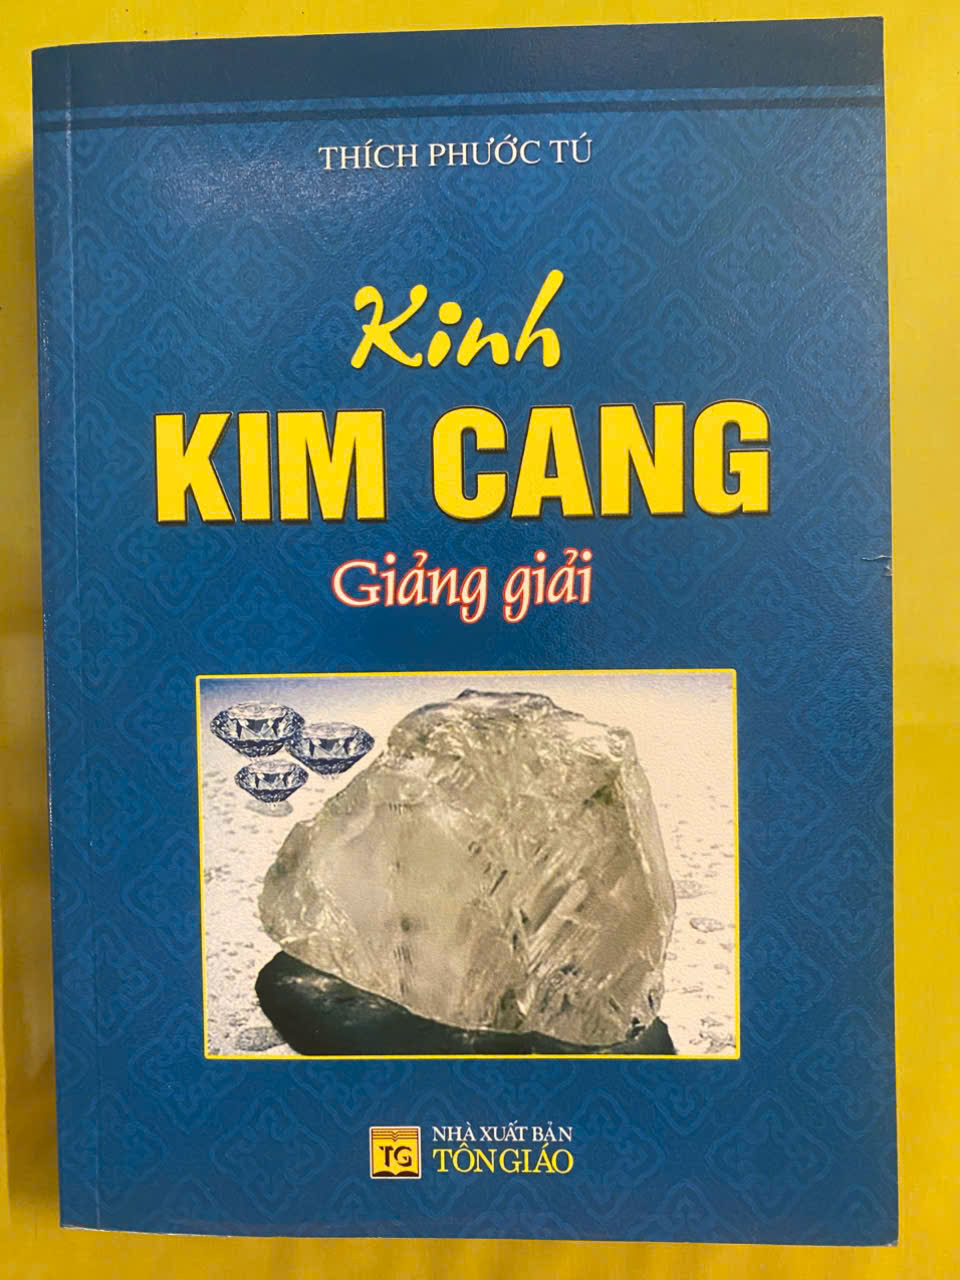 THÍCH PHƯỚC TÚ
Kinh
KIM CANG
Giảng giải
TG
NHÀ XUẤT BẢN
TÔN GIÁO